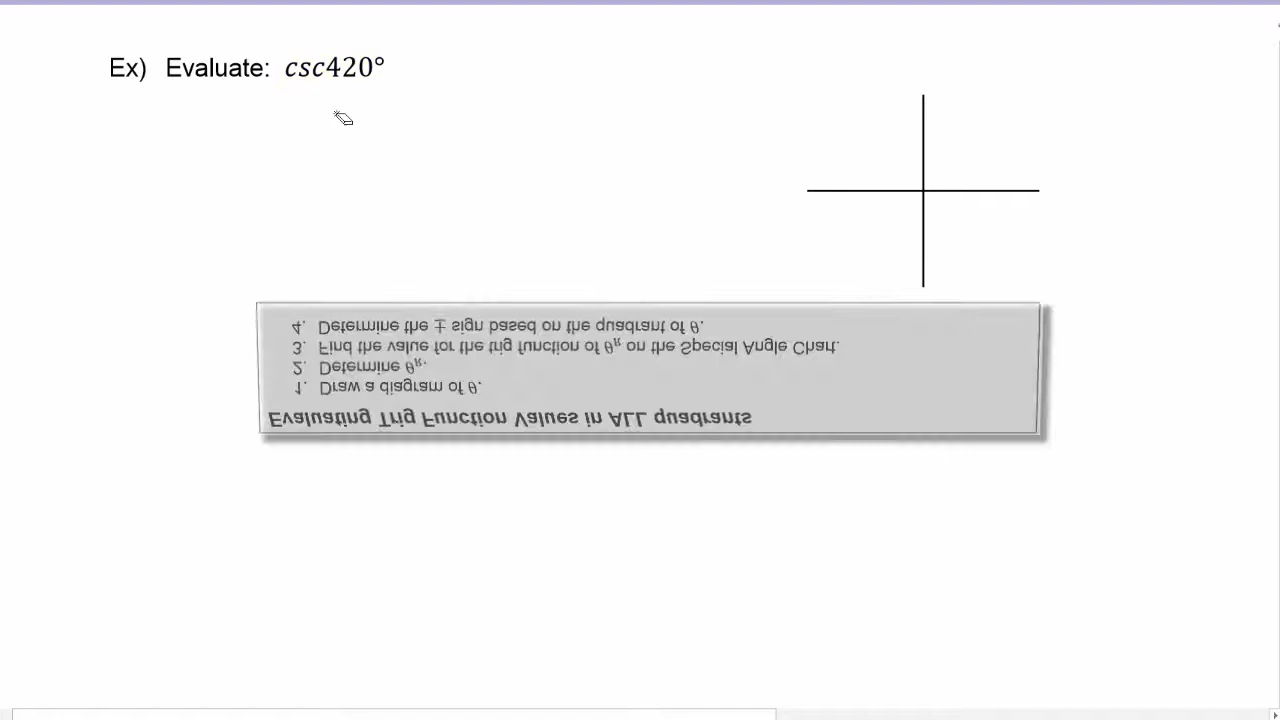 Ex) Evaluate: csc420°
4. Determine the ± sign based on the quadrant of θ.
3. Find the value for the trig function of θR on the Special Angle Chart.
2. Determine θR.
1. Draw a diagram of θ.
Evaluating Trig Function Values in ALL quadrants